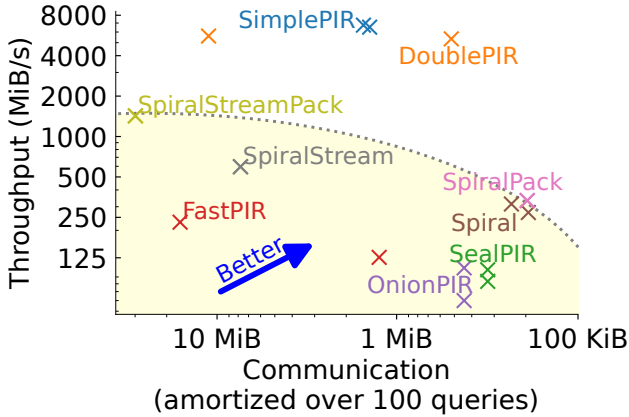 8000
4000
2000
1000
500
250
125
Throughput (MiB/s)
SimplePIR
DoublePIR
SpiralStreamPack
SpiralStream
SpiralPack
FastPIR
Spiral
Better
SealPIR
OnionPIR
10 MiB
1 MiB
100 KiB
Communication
(amortized over 100 queries)